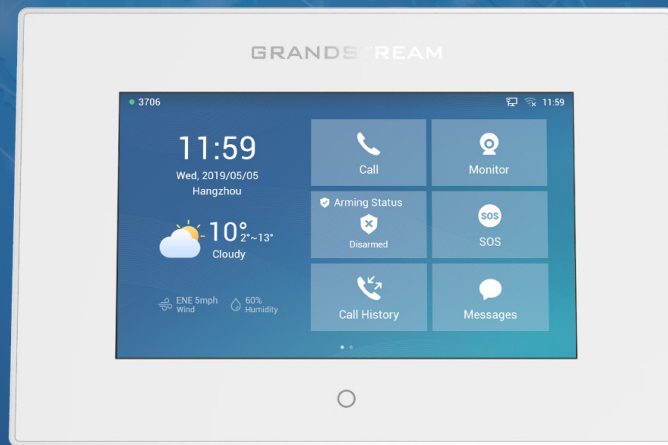 GRANDSTREAM
3706
11:59
11:59
Wed, 2019/05/05
Hangzhou
10°
2°~13°
Cloudy
ENE 5mph
Wind
60%
Humidity
Call
Monitor
Arming Status
Disarmed
SOS
SOS
Call History
Messages